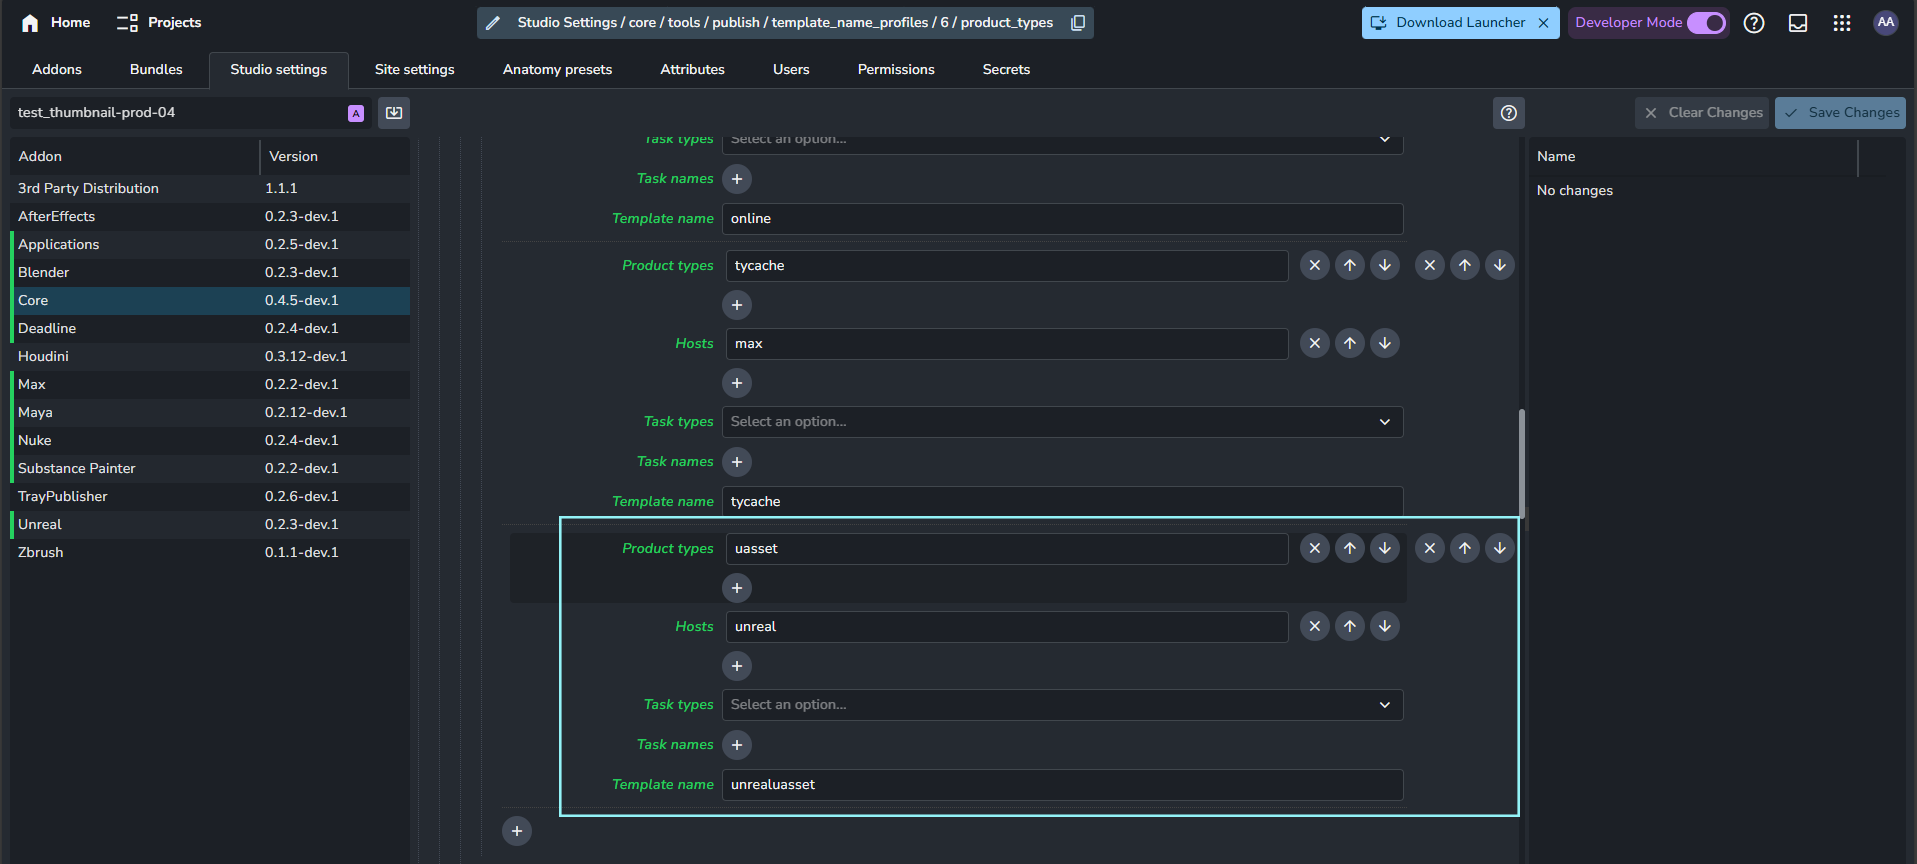 Home Projects Studio Settings / core / tools / publish / template_name_profiles / 6 / product_types Download Launcher Developer Mode AA
Addons Bundles Studio settings Site settings Anatomy presets Attributes Users Permissions Secrets
test_thumbnail-prod-04 A Clear Changes Save Changes
Addon Version
3rd Party Distribution 1.1.1
AfterEffects 0.2.3-dev.1
Applications 0.2.5-dev.1
Blender 0.2.3-dev.1
Core 0.4.5-dev.1
Deadline 0.2.4-dev.1
Houdini 0.3.12-dev.1
Max 0.2.2-dev.1
Maya 0.2.12-dev.1
Nuke 0.2.4-dev.1
Substance Painter 0.2.2-dev.1
TrayPublisher 0.2.6-dev.1
Unreal 0.2.3-dev.1
Zbrush 0.1.1-dev.1
Task types Select an option...
Task names
Template name online
Product types tycache
Hosts max
Task types Select an option...
Task names
Template name tycache
Product types uasset
Hosts unreal
Task types Select an option...
Task names
Template name unrealuasset
Name
No changes